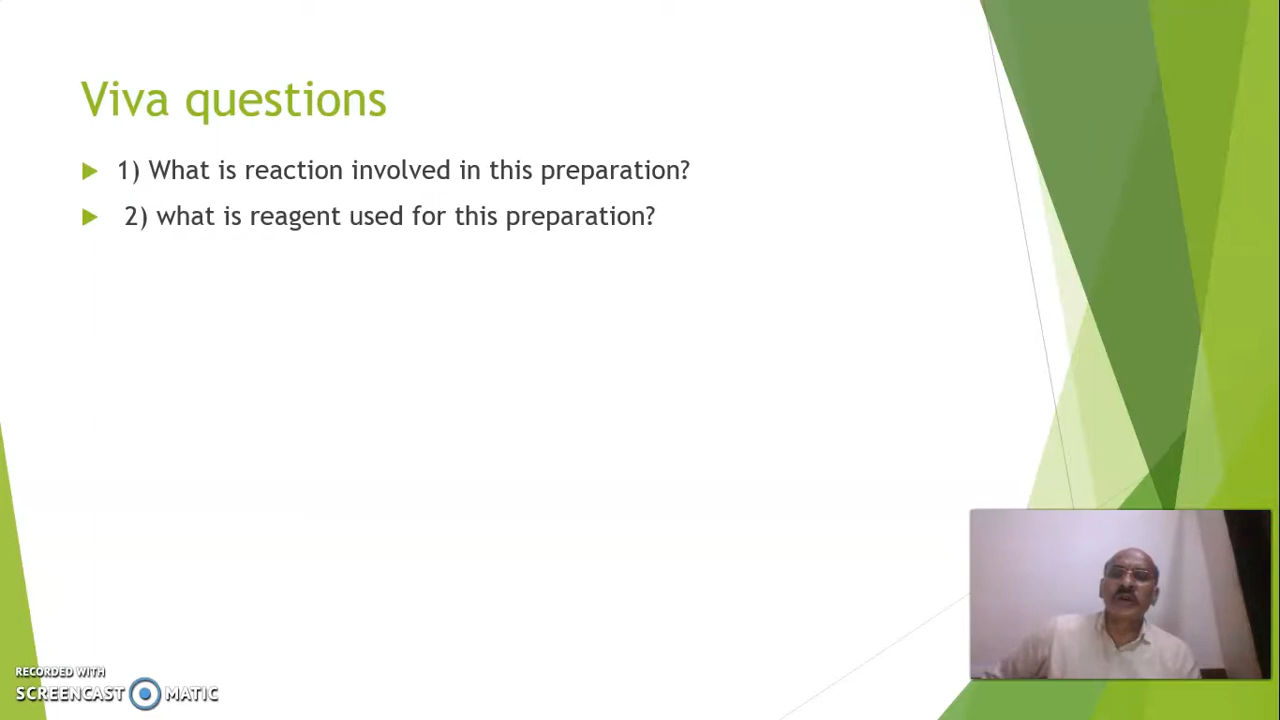 Viva questions
1) What is reaction involved in this preparation?
2) what is reagent used for this preparation?
RECORDED WITH
SCREENCAST MATIC